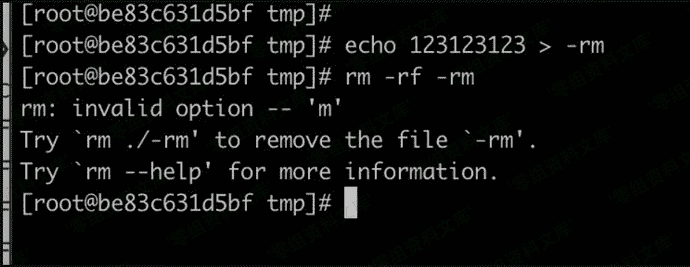 [root@be83c631d5bf tmp]#
[root@be83c631d5bf tmp]# echo 123123123 > -rm
[root@be83c631d5bf tmp]# rm -rf -rm
rm: invalid option -- 'm'
Try `rm ./-rm' to remove the file `-rm'.
Try `rm --help' for more information.
[root@be83c631d5bf tmp]#